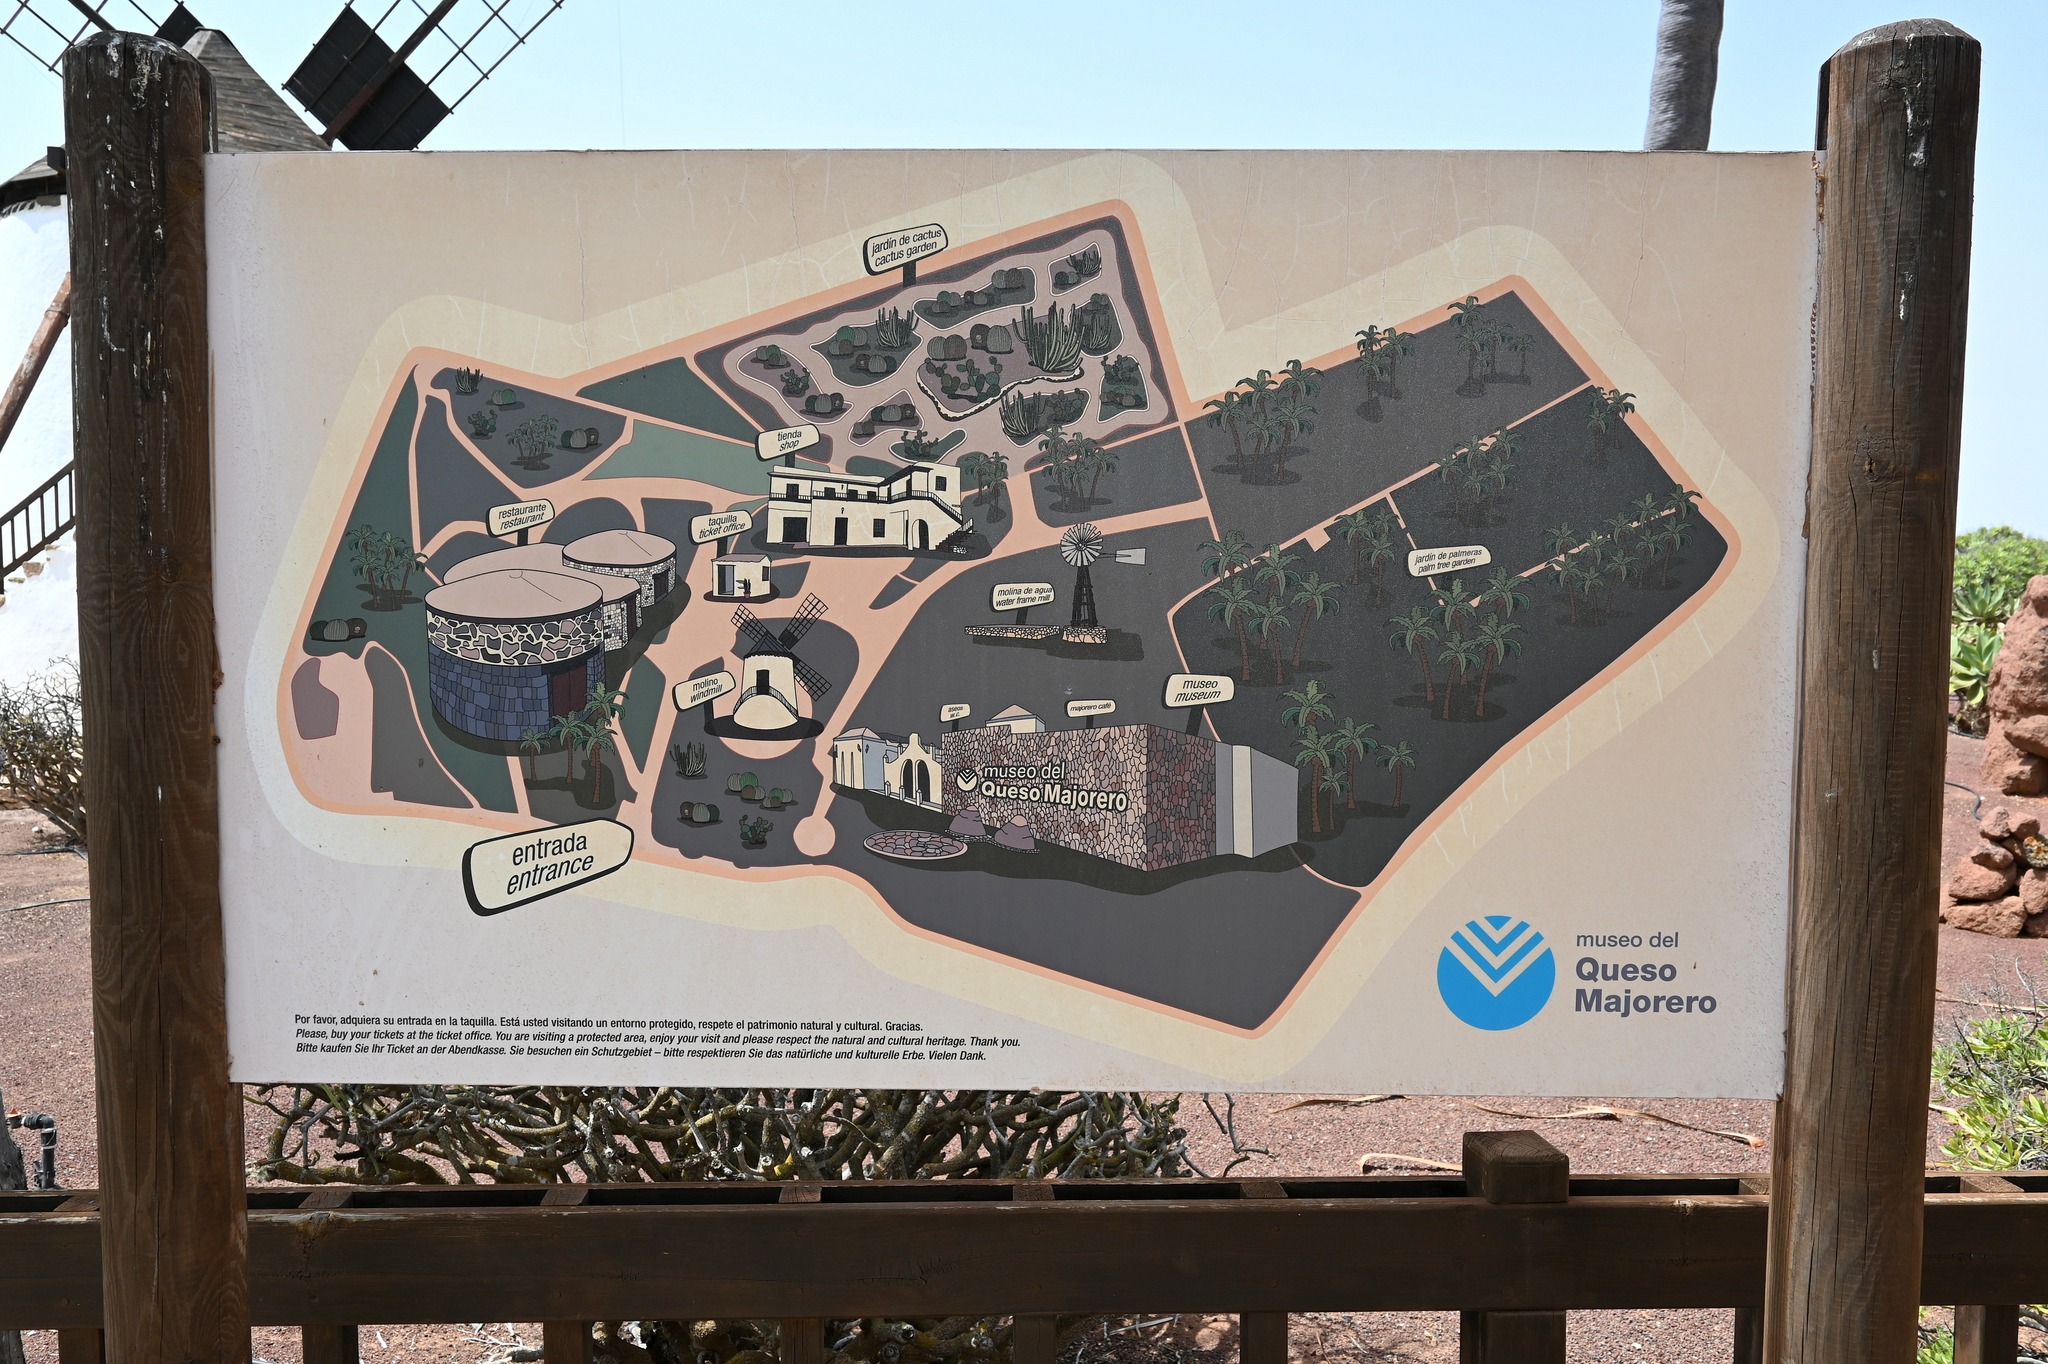 jardín de cactus
cactus garden
tienda
shop
restaurante
restaurant
taquilla
ticket office
jardín de palmeras
palm tree garden
molina de agua
water frame mill
molino
windmill
museo
museum
aseos
w.c.
majorero café
museo del
Queso Majorero
entrada
entrance
museo del
Queso
Majorero
Por favor, adquiera su entrada en la taquilla. Está usted visitando un entorno protegido, respete el patrimonio natural y cultural. Gracias.
Please, buy your tickets at the ticket office. You are visiting a protected area, enjoy your visit and please respect the natural and cultural heritage. Thank you.
Bitte kaufen Sie Ihr Ticket an der Abendkasse. Sie besuchen ein Schutzgebiet – bitte respektieren Sie das natürliche und kulturelle Erbe. Vielen Dank.